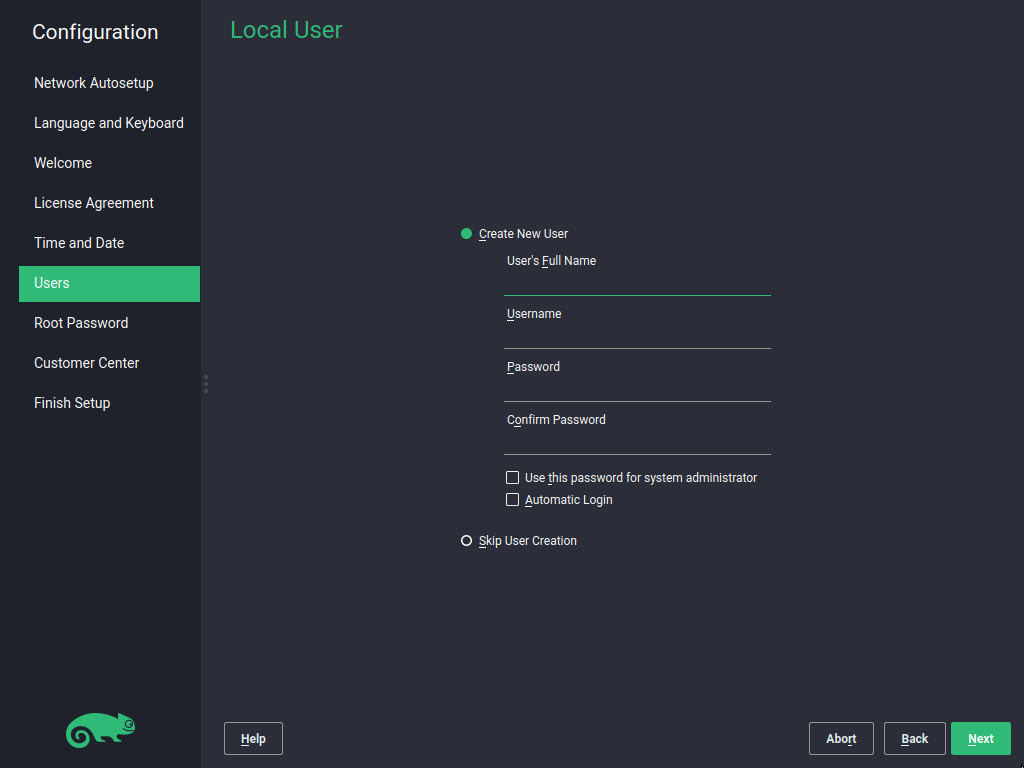 Configuration
Network Autosetup
Language and Keyboard
Welcome
License Agreement
Time and Date
Users
Root Password
Customer Center
Finish Setup
Local User
Create New User
User's Full Name
Username
Password
Confirm Password
Use this password for system administrator
Automatic Login
Skip User Creation
Help
Abort
Back
Next